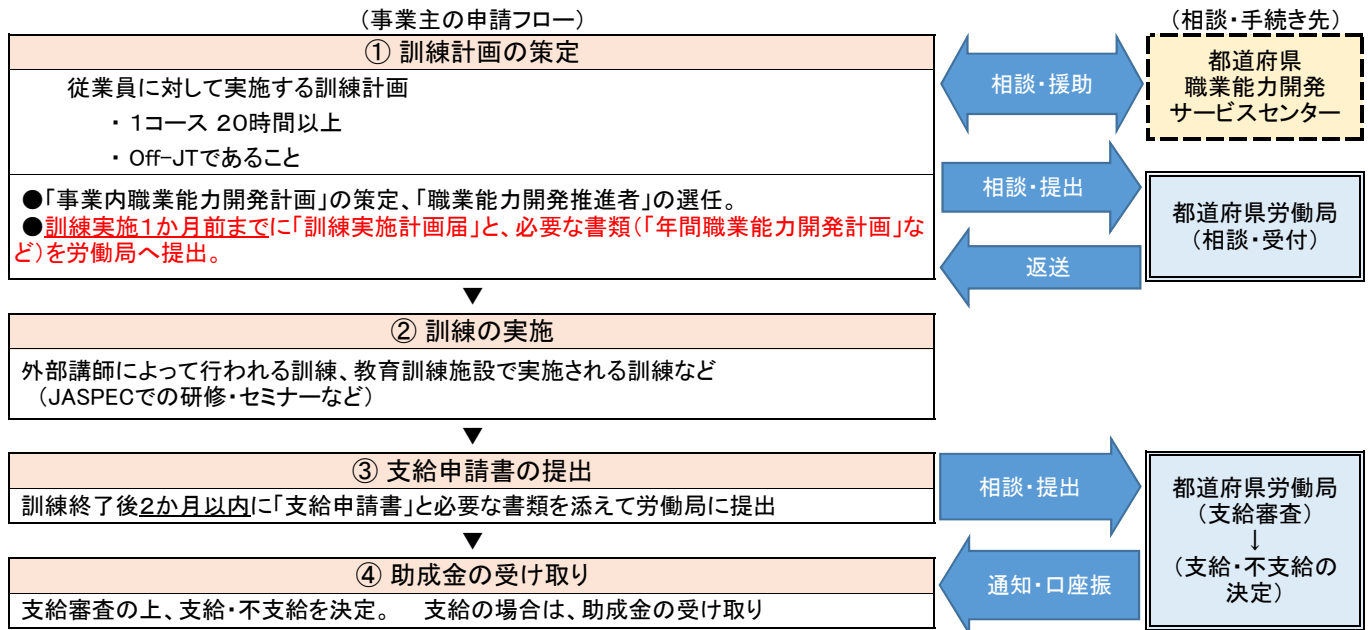 (事業主の申請フロー)
(相談・手続き先)
① 訓練計画の策定
従業員に対して実施する訓練計画
・ 1コース 20時間以上
・ Off-JTであること
●「事業内職業能力開発計画」の策定、「職業能力開発推進者」の選任。
●訓練実施1か月前までに「訓練実施計画届」と、必要な書類(「年間職業能力開発計画」な
ど)を労働局へ提出。
相談・援助
都道府県
職業能力開発
サービスセンター
相談・提出
返送
都道府県労働局
(相談・受付)
▼
② 訓練の実施
外部講師によって行われる訓練、教育訓練施設で実施される訓練など
(JASPECでの研修・セミナーなど)
▼
③ 支給申請書の提出
訓練終了後2か月以内に「支給申請書」と必要な書類を添えて労働局に提出
相談・提出
▼
④ 助成金の受け取り
支給審査の上、支給・不支給を決定。 支給の場合は、助成金の受け取り
通知・口座振
都道府県労働局
(支給審査)
↓
(支給・不支給の
決定)